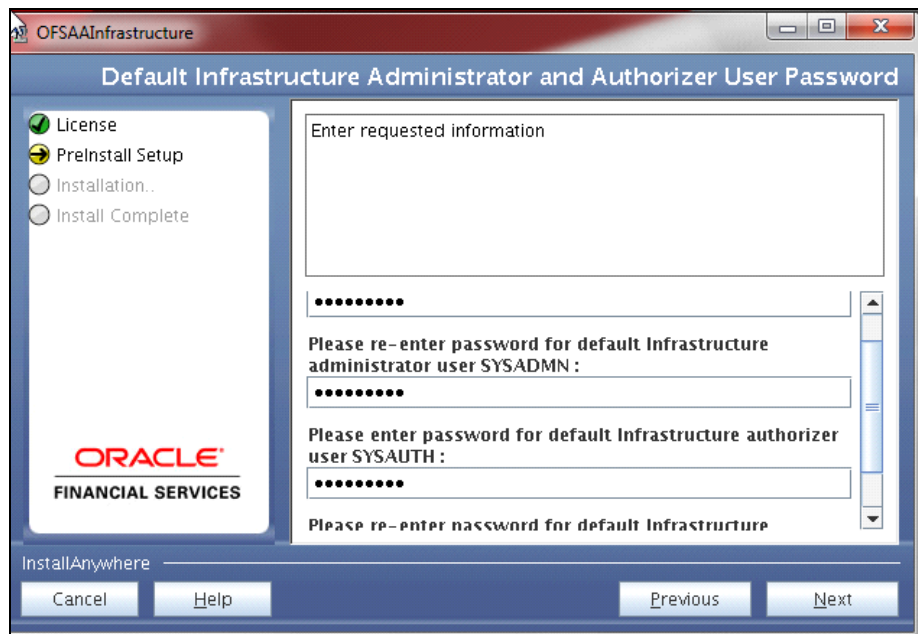 OFSAAInfrastructure
Default Infrastructure Administrator and Authorizer User Password
License
PreInstall Setup
Installation..
Install Complete
ORACLE®
FINANCIAL SERVICES
Enter requested information
•••••••••
Please re-enter password for default Infrastructure
administrator user SYSADMN :
•••••••••
Please enter password for default Infrastructure authorizer
user SYSAUTH :
•••••••••
Please re-enter password for default Infrastructure
InstallAnywhere
Cancel
Help
Previous
Next